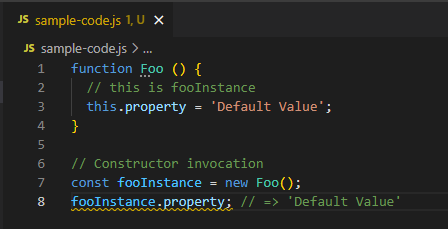 JS sample-code.js 1, U ×
JS sample-code.js > ...
1 function Foo () {
2   // this is fooInstance
3   this.property = 'Default Value';
4 }
5
6 // Constructor invocation
7 const fooInstance = new Foo();
8 fooInstance.property; // => 'Default Value'